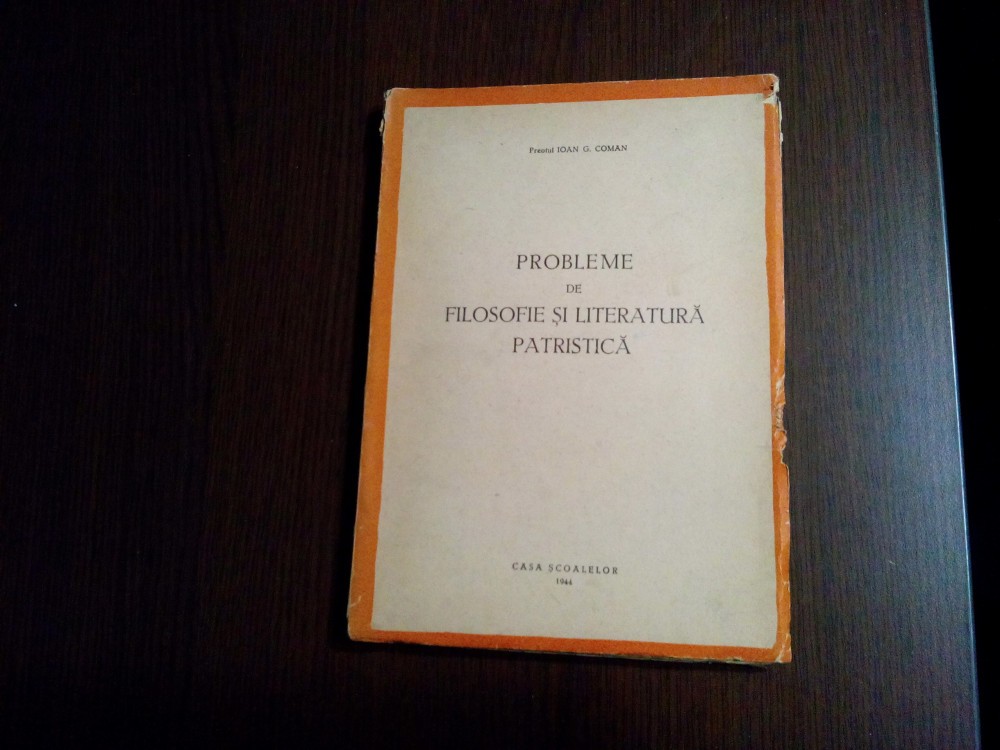 Preotul IOAN G. COMAN
PROBLEME
DE
FILOSOFIE ȘI LITERATURĂ
PATRISTICĂ
CASA ȘCOALELOR
1944